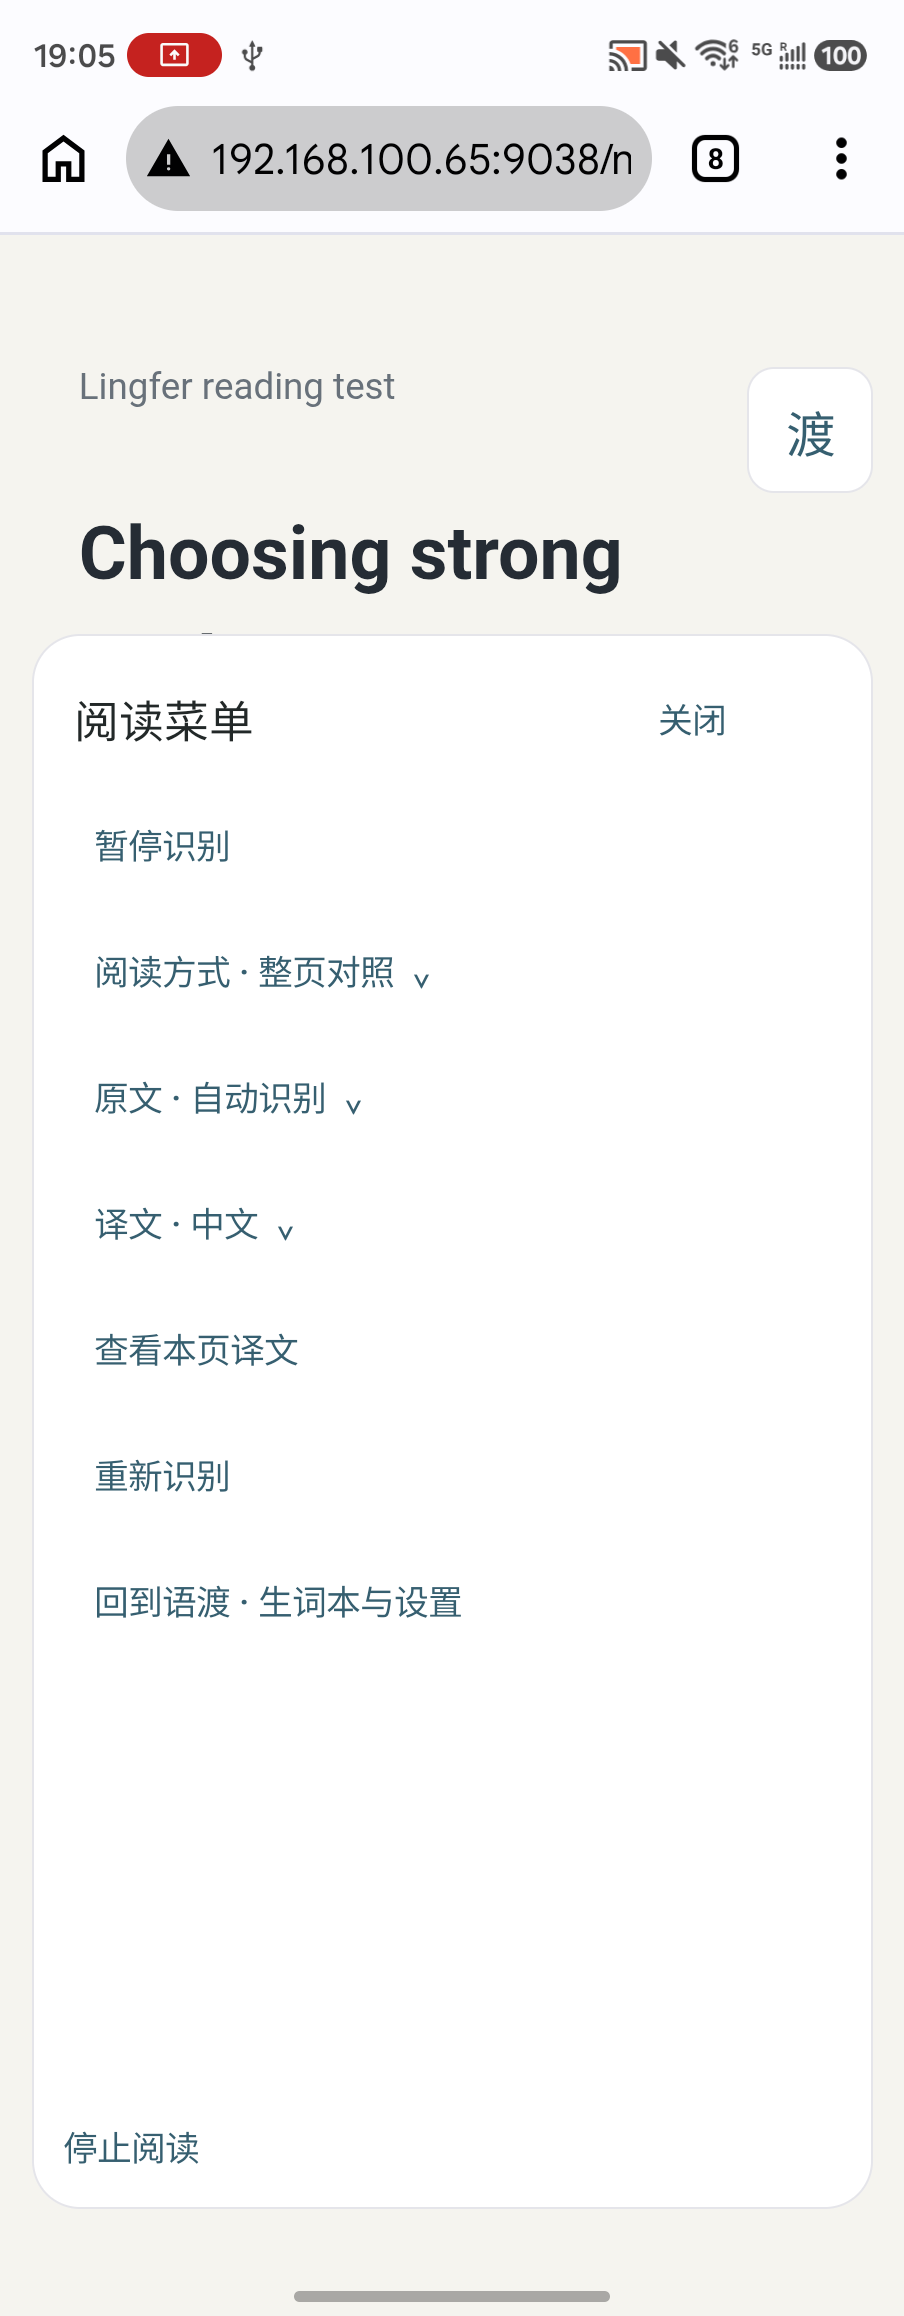 19:05
6
5G
R
100
192.168.100.65:9038/n
8
Lingfer reading test
渡
Choosing strong
阅读菜单
关闭
暂停识别
阅读方式 · 整页对照
原文 · 自动识别
译文 · 中文
查看本页译文
重新识别
回到语渡 · 生词本与设置
停止阅读